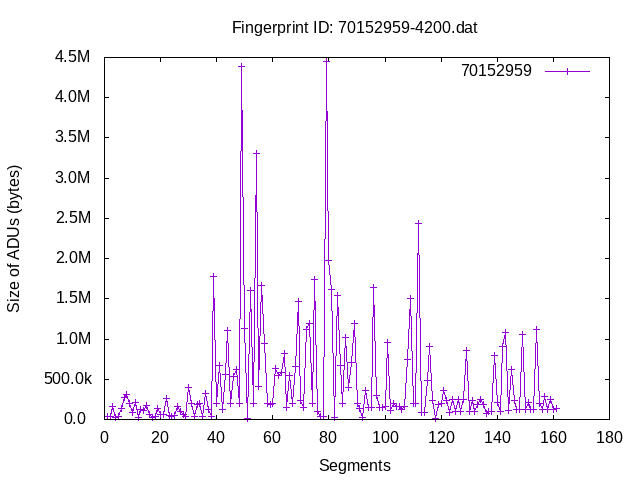 Fingerprint ID: 70152959-4200.dat
70152959
Size of ADUs (bytes)
4.5M
4.0M
3.5M
3.0M
2.5M
2.0M
1.5M
1.0M
500.0k
0.0
0 20 40 60 80 100 120 140 160 180
Segments